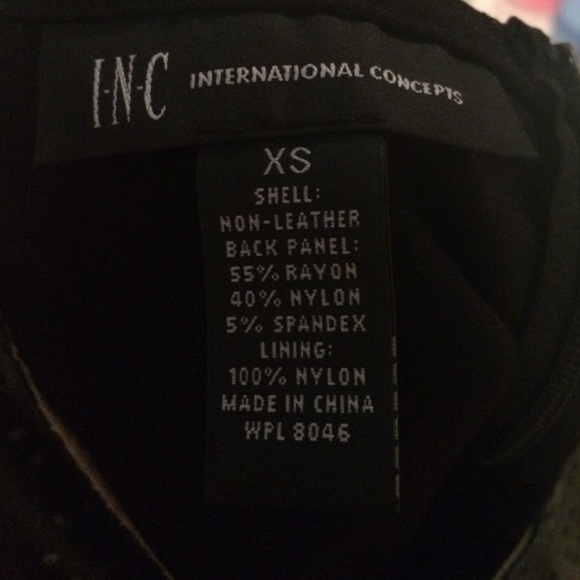 I·N·C INTERNATIONAL CONCEPTS
XS
SHELL:
NON-LEATHER
BACK PANEL:
55% RAYON
40% NYLON
5% SPANDEX
LINING:
100% NYLON
MADE IN CHINA
WPL 8046